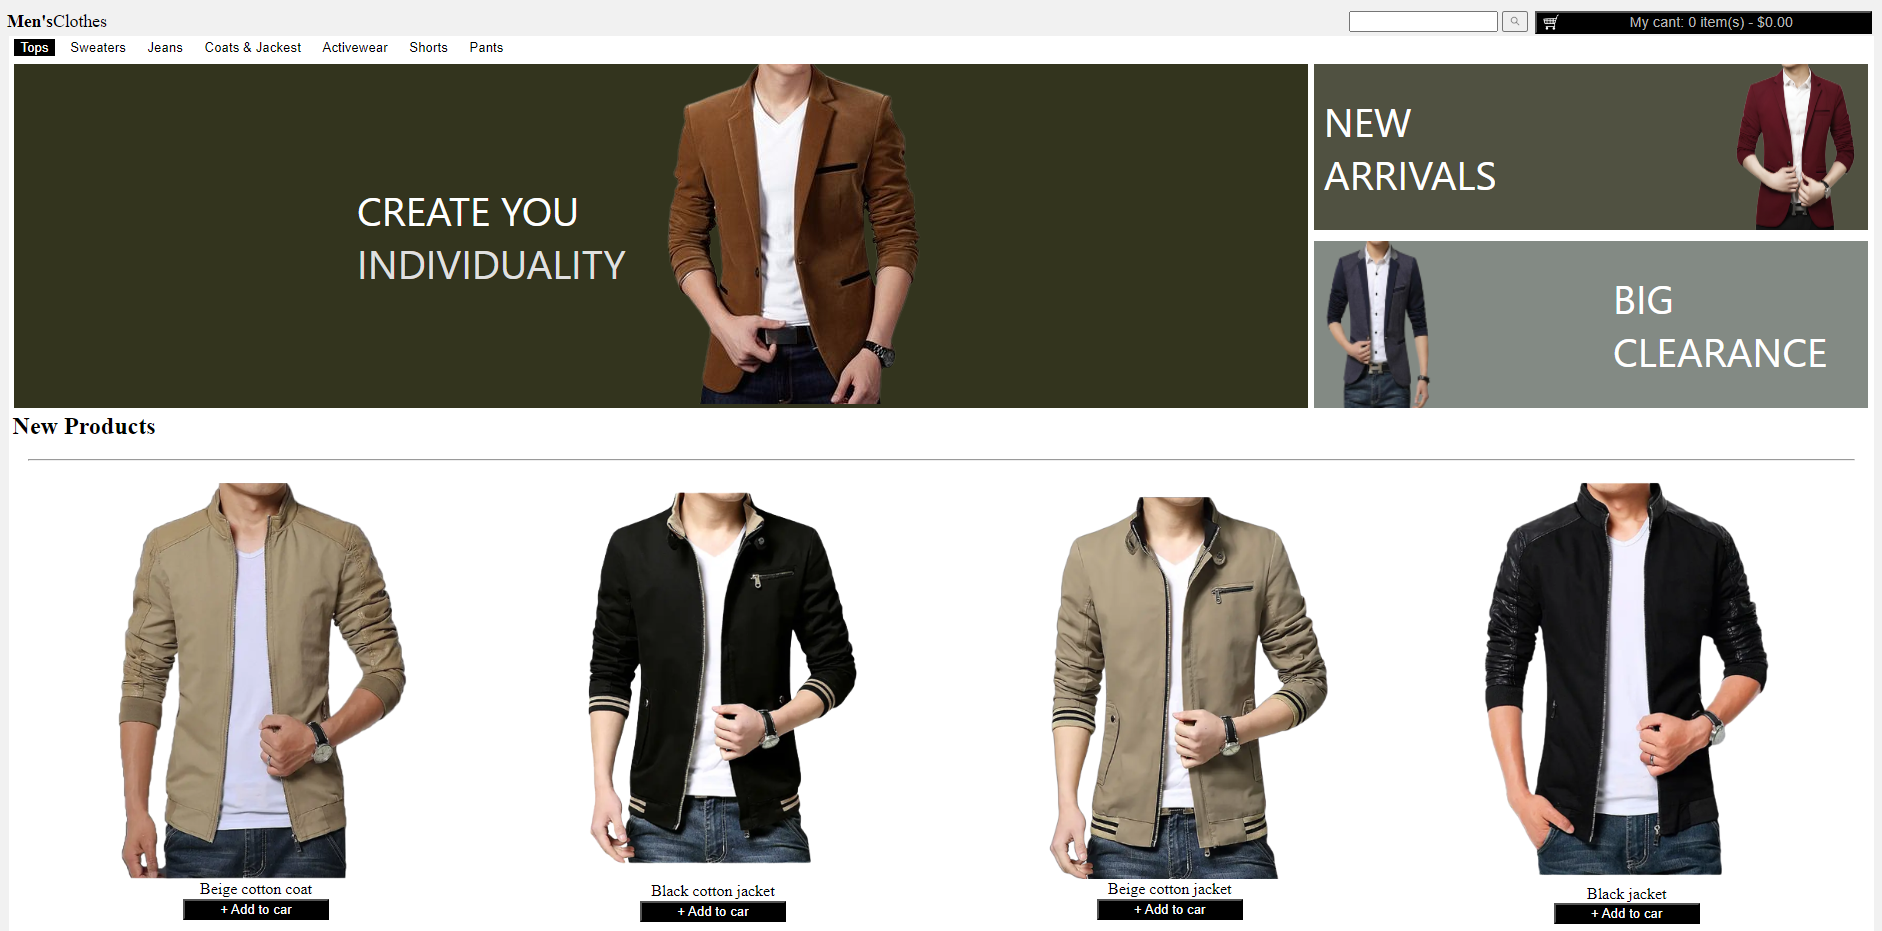 Men'sClothes
My cant: 0 item(s) - $0.00
Tops Sweaters Jeans Coats & Jackest Activewear Shorts Pants
CREATE YOU
INDIVIDUALITY
NEW
ARRIVALS
BIG
CLEARANCE
New Products
Beige cotton coat
+ Add to car
Black cotton jacket
+ Add to car
Beige cotton jacket
+ Add to car
Black jacket
+ Add to car